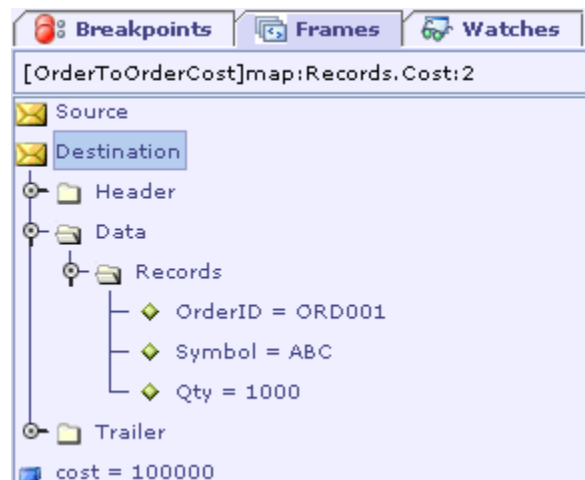 Breakpoints Frames Watches
[OrderToOrderCost]map:Records.Cost:2
Source
Destination
Header
Data
Records
OrderID = ORD001
Symbol = ABC
Qty = 1000
Trailer
cost = 100000